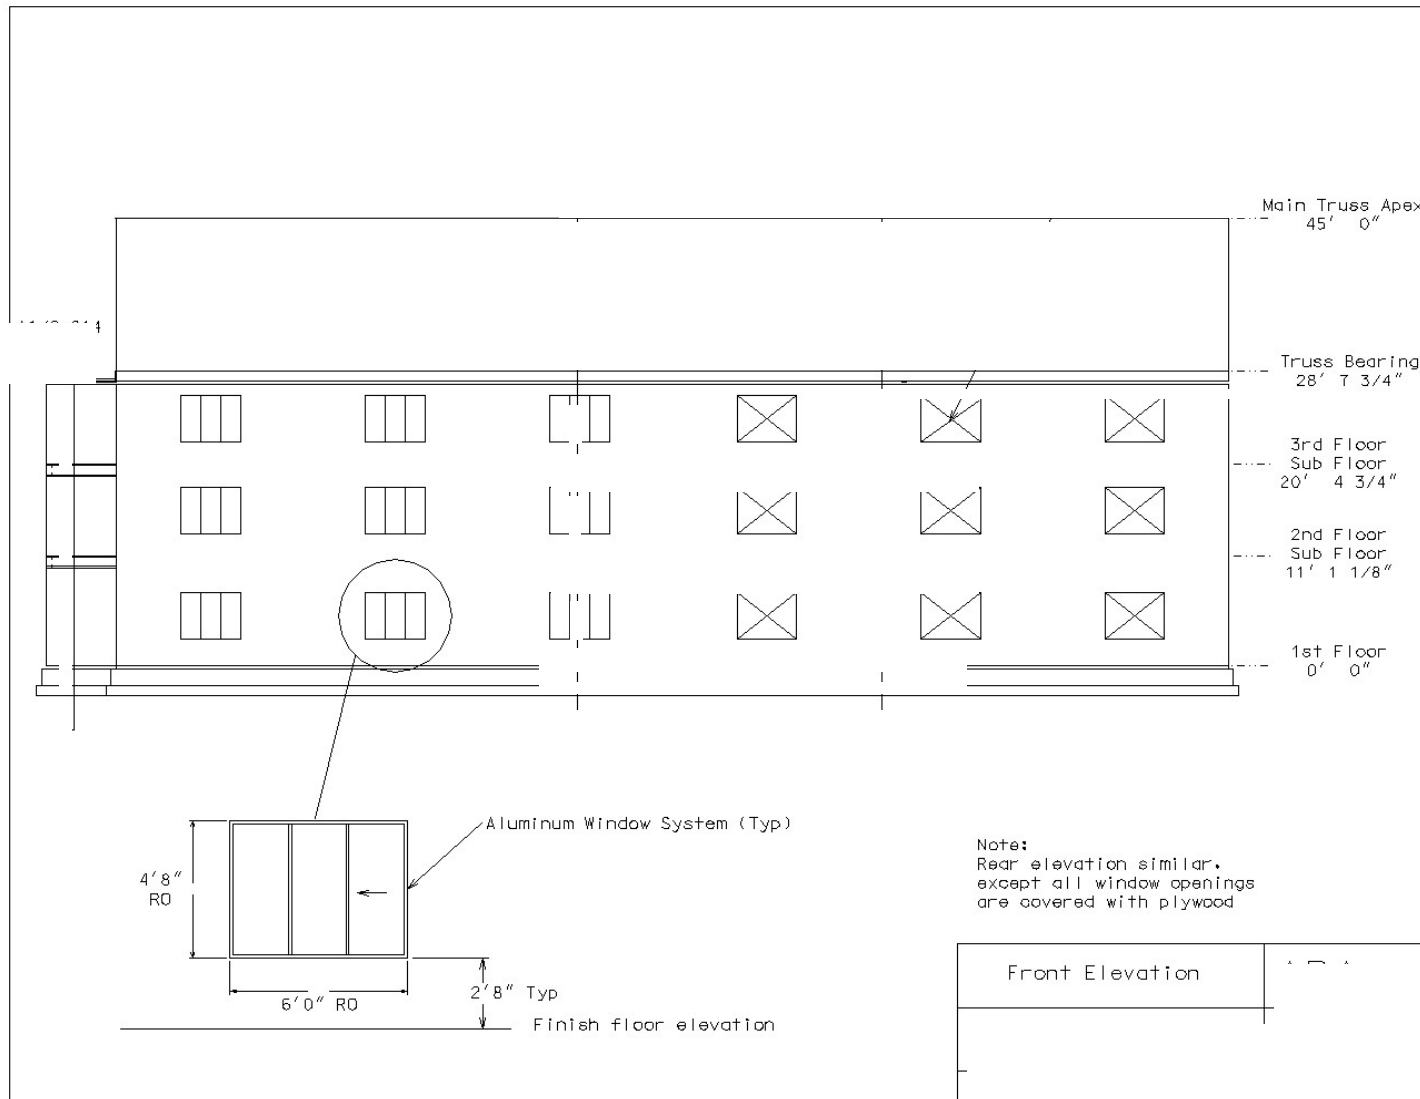 Main Truss Apex
45' 0"
Truss Bearing
28' 7 3/4"
3rd Floor
Sub Floor
20' 4 3/4"
2nd Floor
Sub Floor
11' 1 1/8"
1st Floor
0' 0"
Aluminum Window System (Typ)
4'8"
RO
6'0" RO
2'8" Typ
Finish floor elevation
Note:
Rear elevation similar.
except all window openings
are covered with plywood
Front Elevation